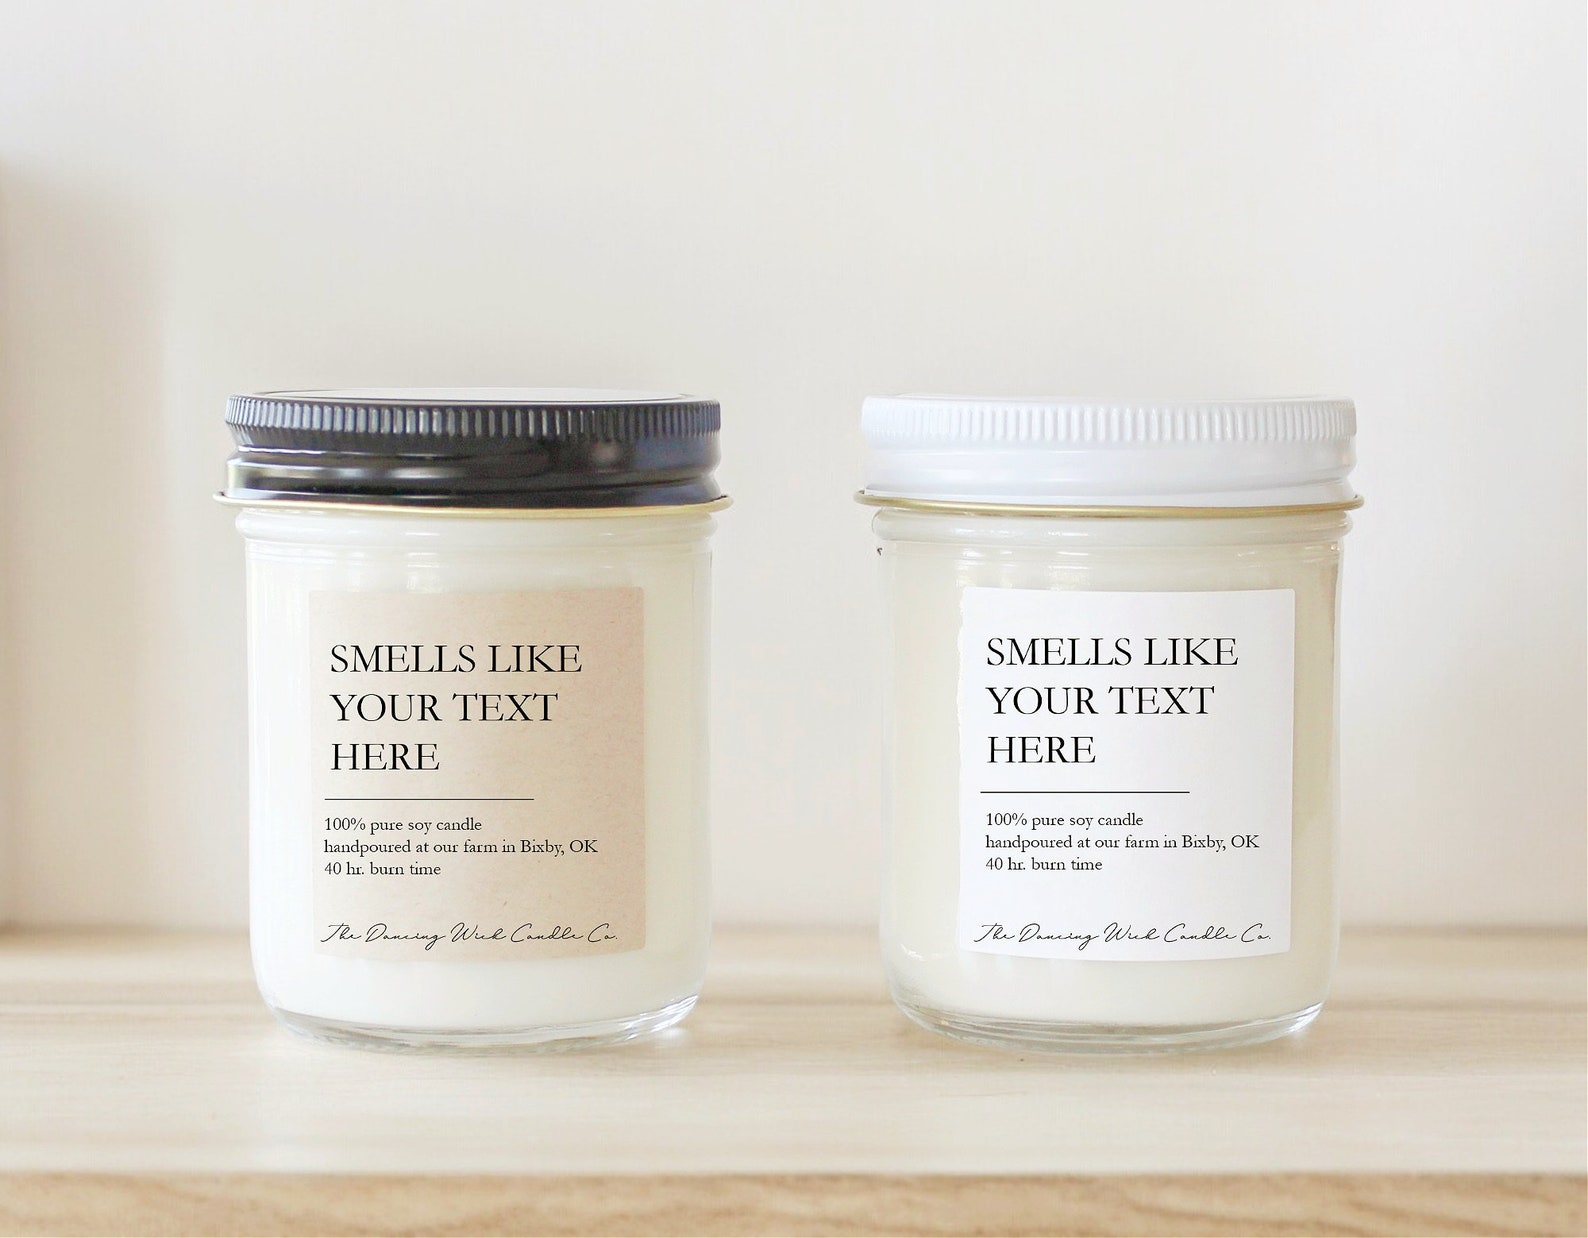 SMELLS LIKE
YOUR TEXT
HERE
100% pure soy candle
handpoured at our farm in Bixby, OK
40 hr. burn time
The Dancing Wick Candle Co.
SMELLS LIKE
YOUR TEXT
HERE
100% pure soy candle
handpoured at our farm in Bixby, OK
40 hr. burn time
The Dancing Wick Candle Co.